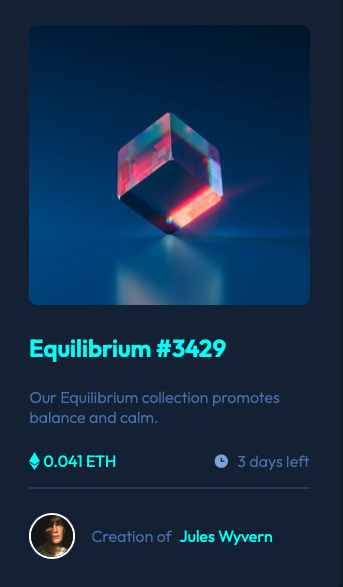 Equilibrium #3429
Our Equilibrium collection promotes
balance and calm.
0.041 ETH
3 days left
Creation of Jules Wyvern